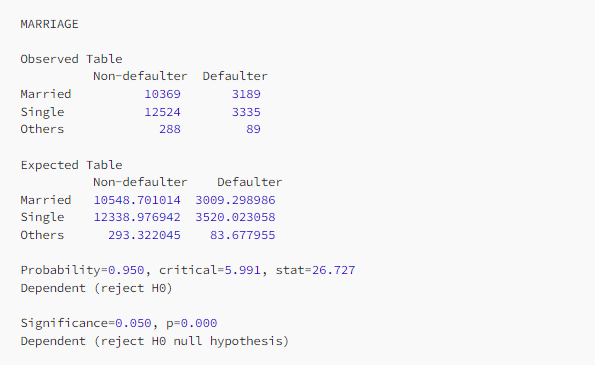 MARRIAGE
Observed Table
Non-defaulter Defaulter
Married 10369 3189
Single 12524 3335
Others 288 89
Expected Table
Non-defaulter Defaulter
Married 10548.701014 3009.298986
Single 12338.976942 3520.023058
Others 293.322045 83.677955
Probability=0.950, critical=5.991, stat=26.727
Dependent (reject H0)
Significance=0.050, p=0.000
Dependent (reject H0 null hypothesis)